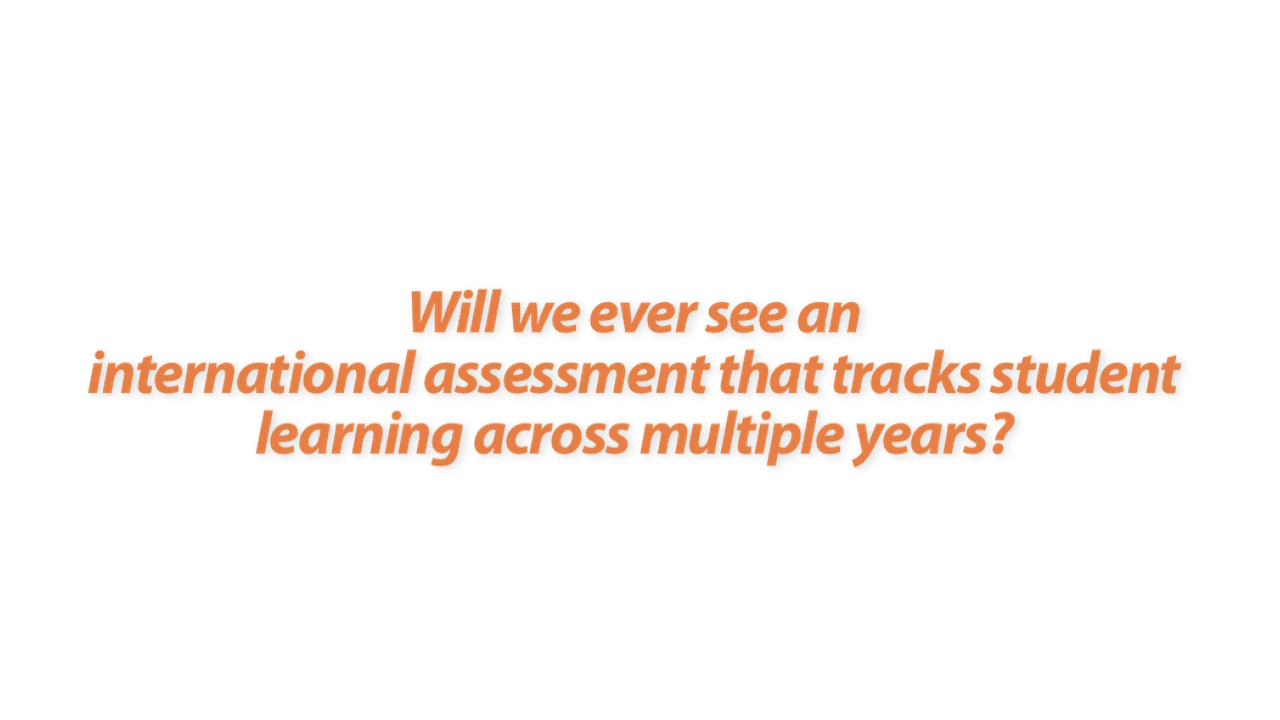 Will we ever see an
international assessment that tracks student
learning across multiple years?